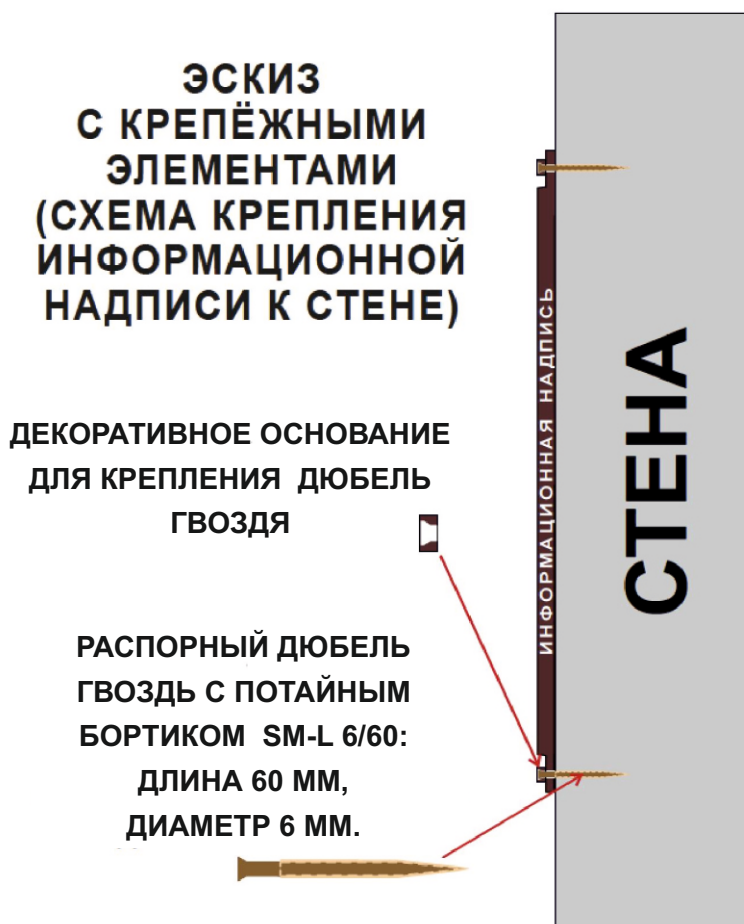 ЭСКИЗ
С КРЕПЁЖНЫМИ
ЭЛЕМЕНТАМИ
(СХЕМА КРЕПЛЕНИЯ
ИНФОРМАЦИОННОЙ
НАДПИСИ К СТЕНЕ)
ДЕКОРАТИВНОЕ ОСНОВАНИЕ
ДЛЯ КРЕПЛЕНИЯ ДЮБЕЛЬ
ГВОЗДЯ
РАСПОРНЫЙ ДЮБЕЛЬ
ГВОЗДЬ С ПОТАЙНЫМ
БОРТИКОМ SM-L 6/60:
ДЛИНА 60 ММ,
ДИАМЕТР 6 ММ.
ИНФОРМАЦИОННАЯ НАДПИСЬ
СТЕНА